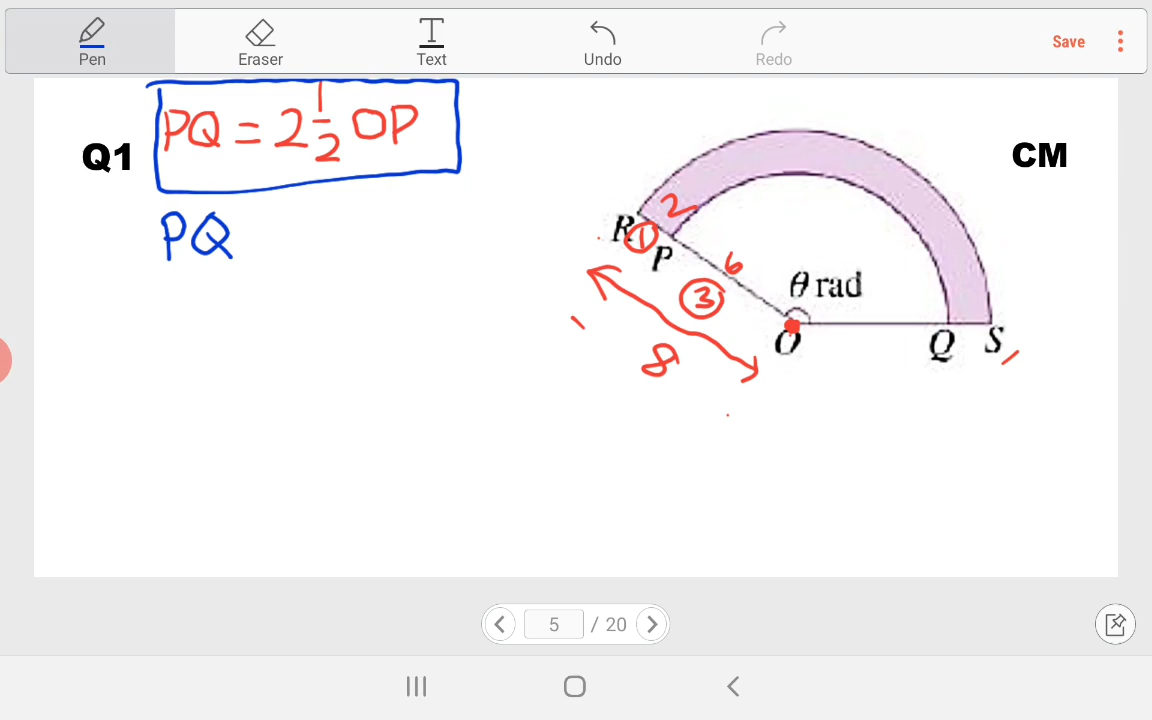 Pen Eraser Text Undo Redo Save
PQ = 2 1/2 OP
Q1
CM
PQ
R
2
①
P
6
③
θ rad
8
O
Q
S
5 / 20